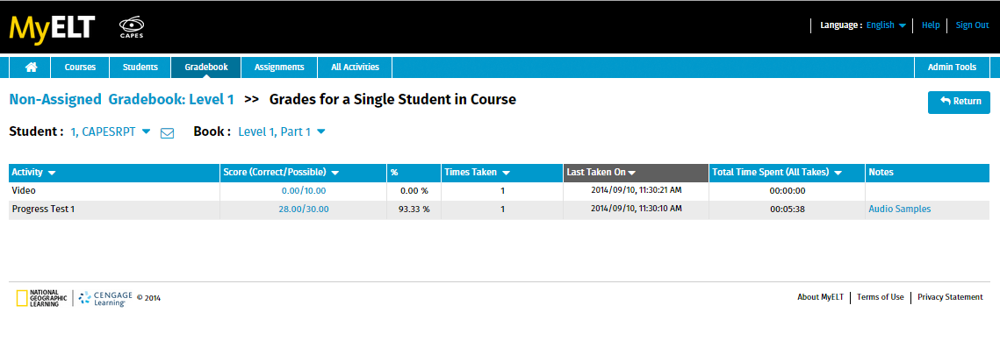 MyELT CAPES Language : English Help Sign Out
Courses Students Gradebook Assignments All Activities Admin Tools
Non-Assigned Gradebook: Level 1 >> Grades for a Single Student in Course Return
Student : 1, CAPESRPT Book : Level 1, Part 1
Activity Score (Correct/Possible) % Times Taken Last Taken On Total Time Spent (All Takes) Notes
Video 0.00/10.00 0.00 % 1 2014/09/10, 11:30:21 AM 00:00:00
Progress Test 1 28.00/30.00 93.33 % 1 2014/09/10, 11:30:10 AM 00:05:38 Audio Samples
NATIONAL GEOGRAPHIC LEARNING CENGAGE Learning © 2014 About MyELT Terms of Use Privacy Statement